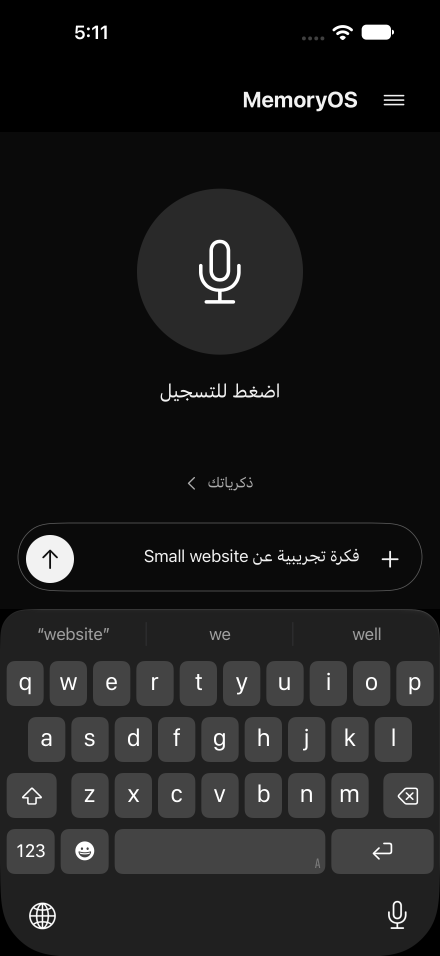 5:11
MemoryOS
اضغط للتسجيل
ذكرياتك
فكرة تجريبية عن Small website
“website” we well
q w e r t y u i o p
a s d f g h j k l
z x c v b n m
123